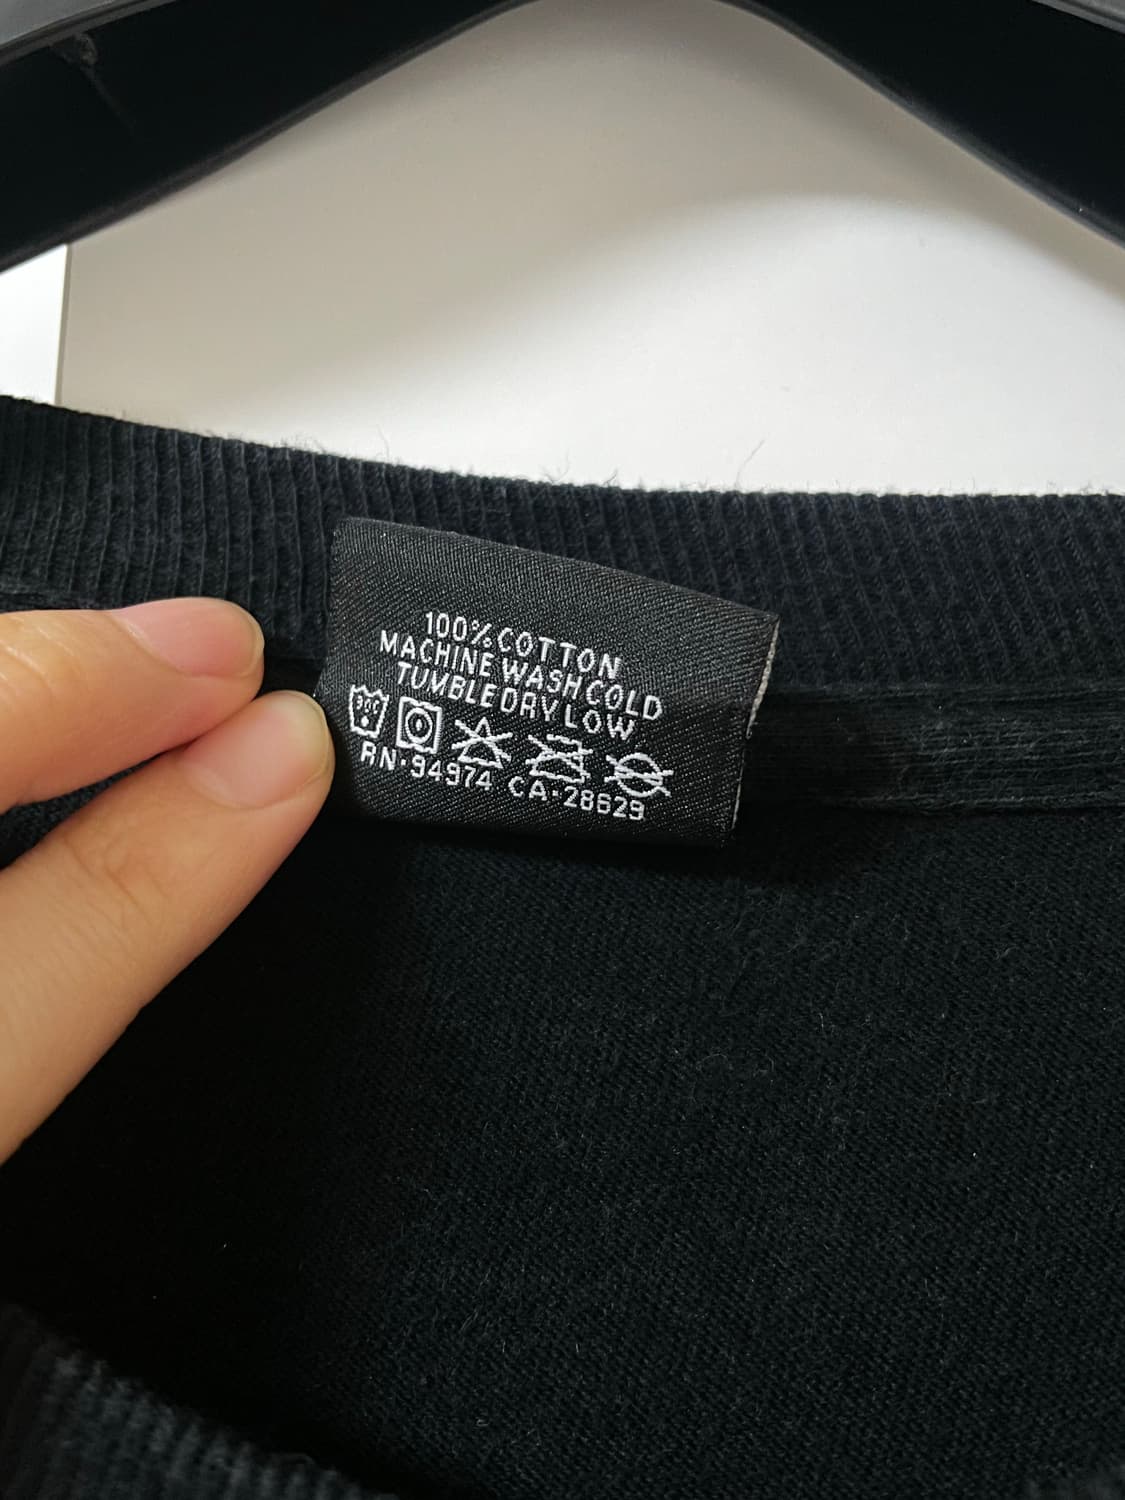 100% COTTON
MACHINE WASH COLD
TUMBLE DRY LOW
RN·94974 CA·28629